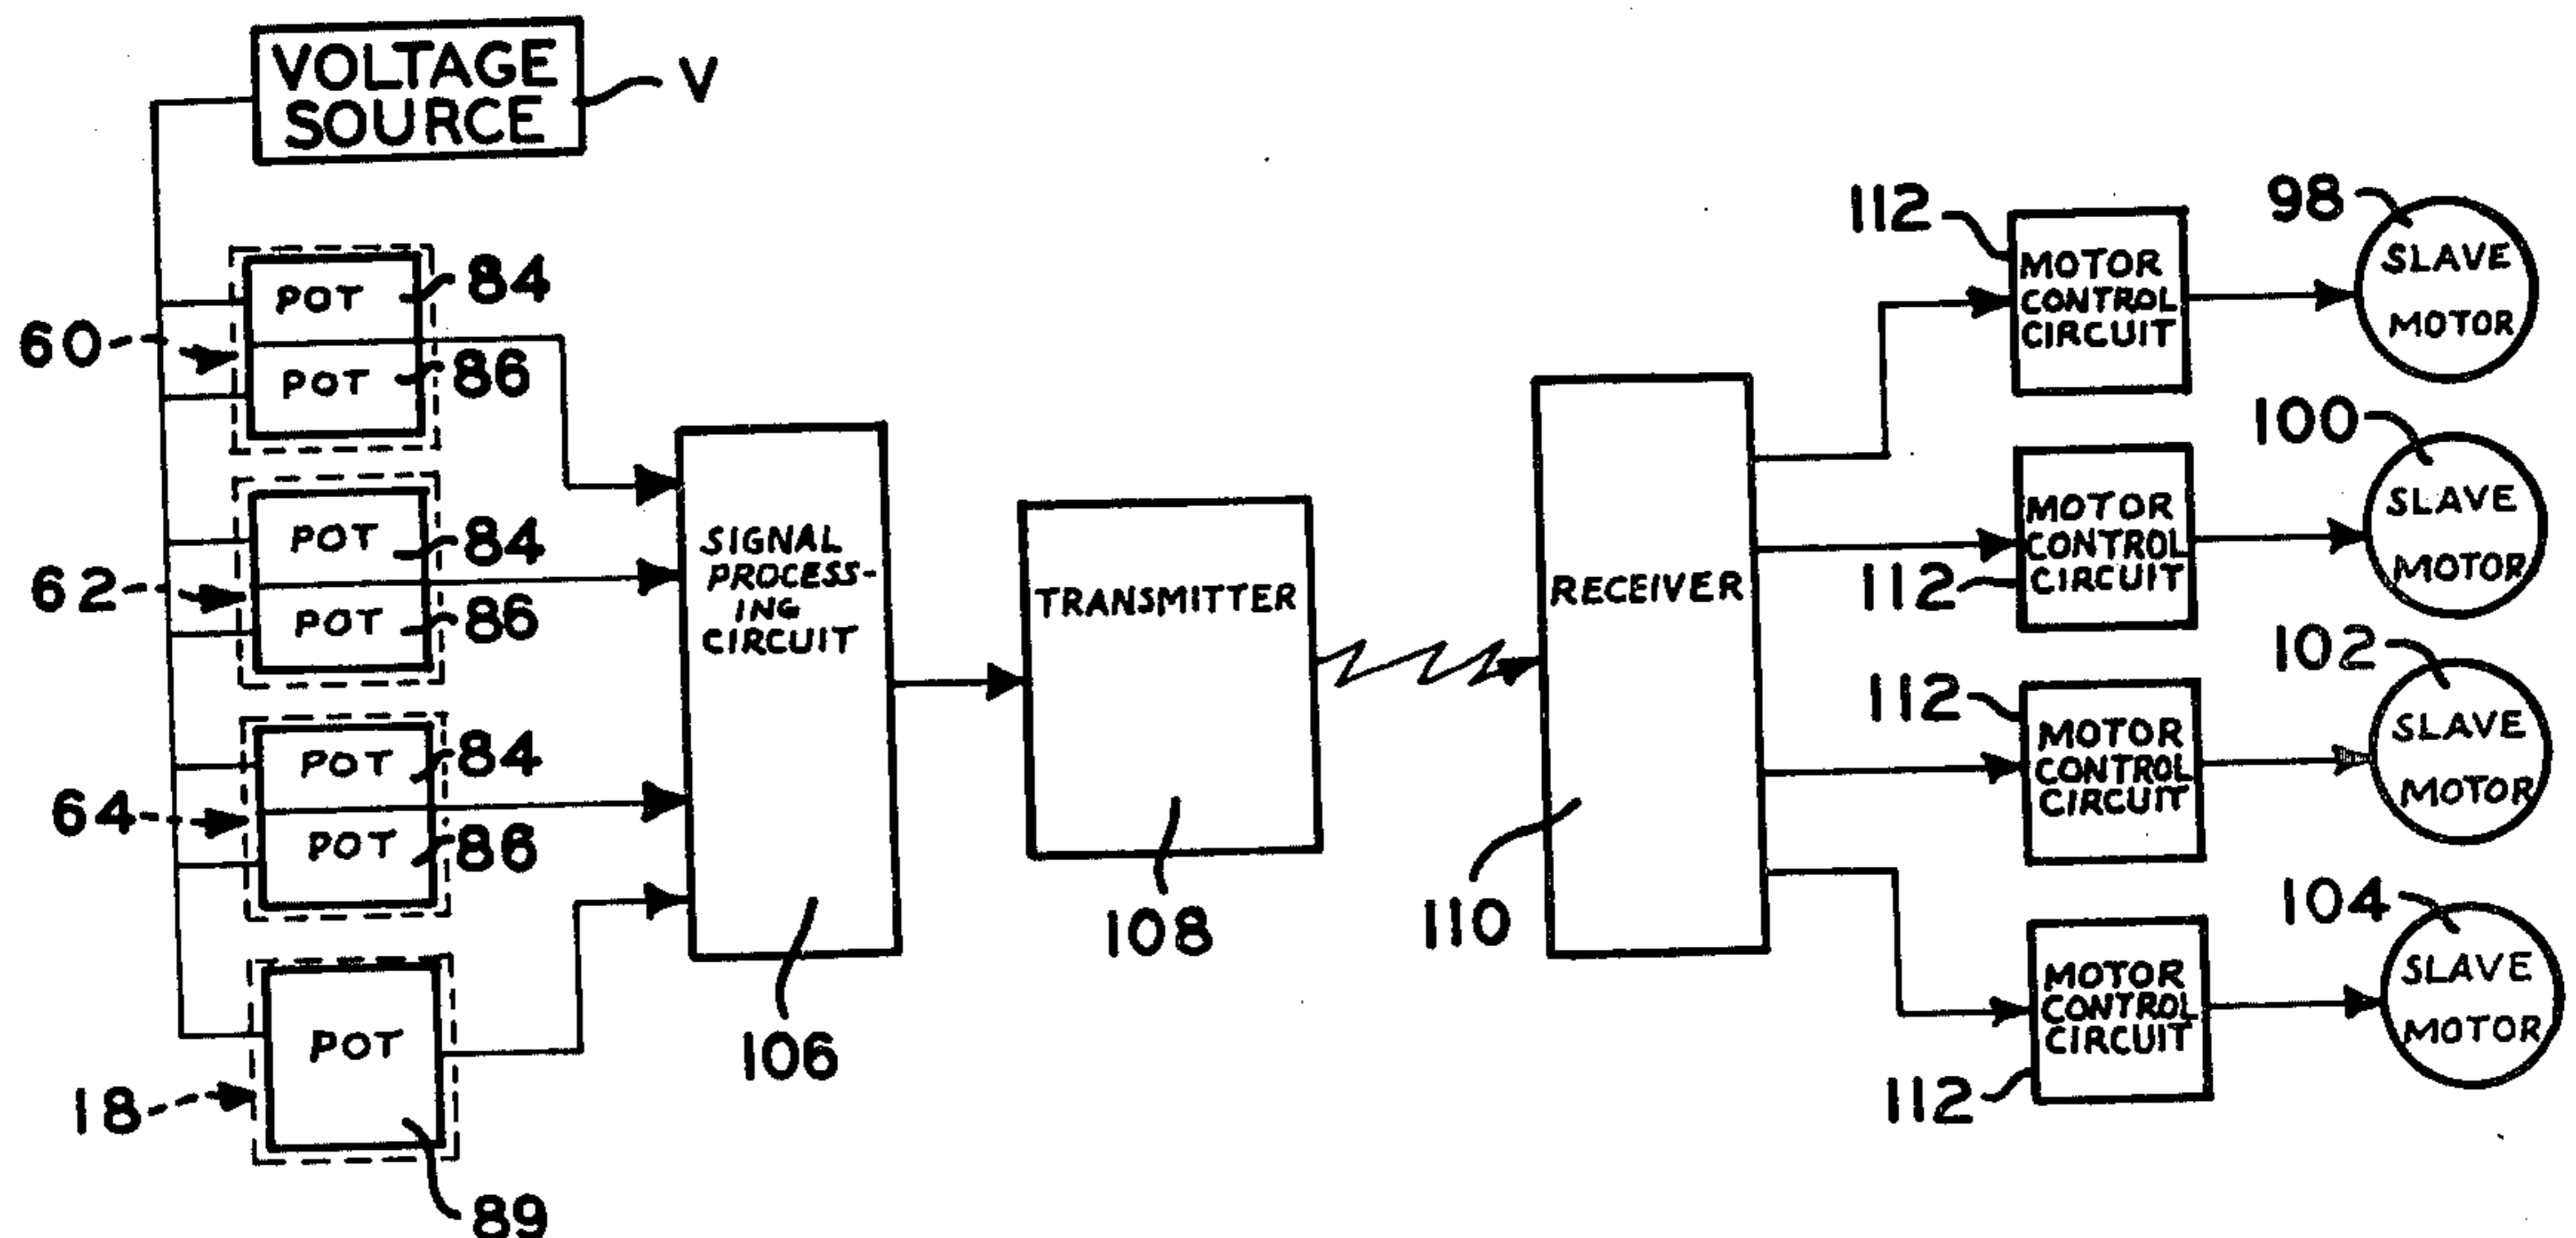 VOLTAGE
SOURCE
V
60
POT
84
POT
86
62
POT
84
POT
86
64
POT
84
POT
86
18
POT
89
SIGNAL
PROCESS-
ING
CIRCUIT
106
TRANSMITTER
108
RECEIVER
110
112
MOTOR
CONTROL
CIRCUIT
98
SLAVE
MOTOR
112
MOTOR
CONTROL
CIRCUIT
100
SLAVE
MOTOR
112
MOTOR
CONTROL
CIRCUIT
102
SLAVE
MOTOR
112
MOTOR
CONTROL
CIRCUIT
104
SLAVE
MOTOR